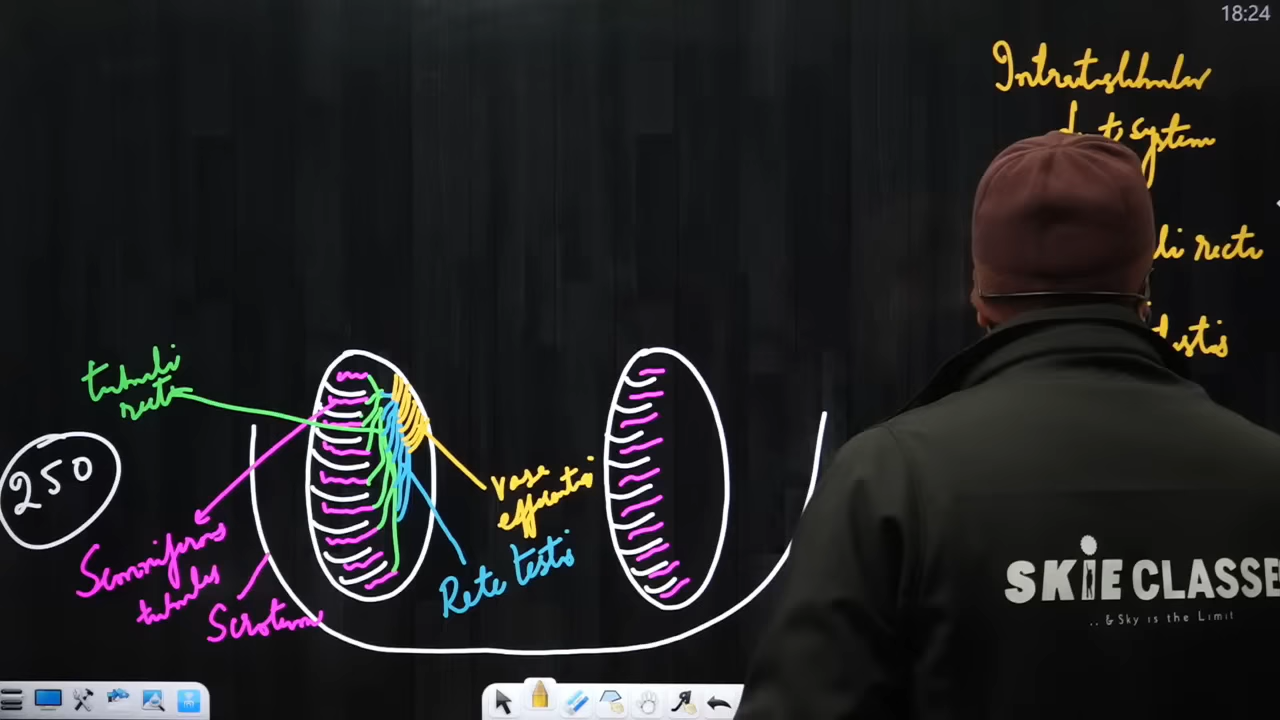 18:24
system
recti
testis
tubuli
recti
250
Seminiferous
tubules
Scrotum
vasa
efferentia
Rete testis
SKIE CLASSE
.. & Sky is the Limit